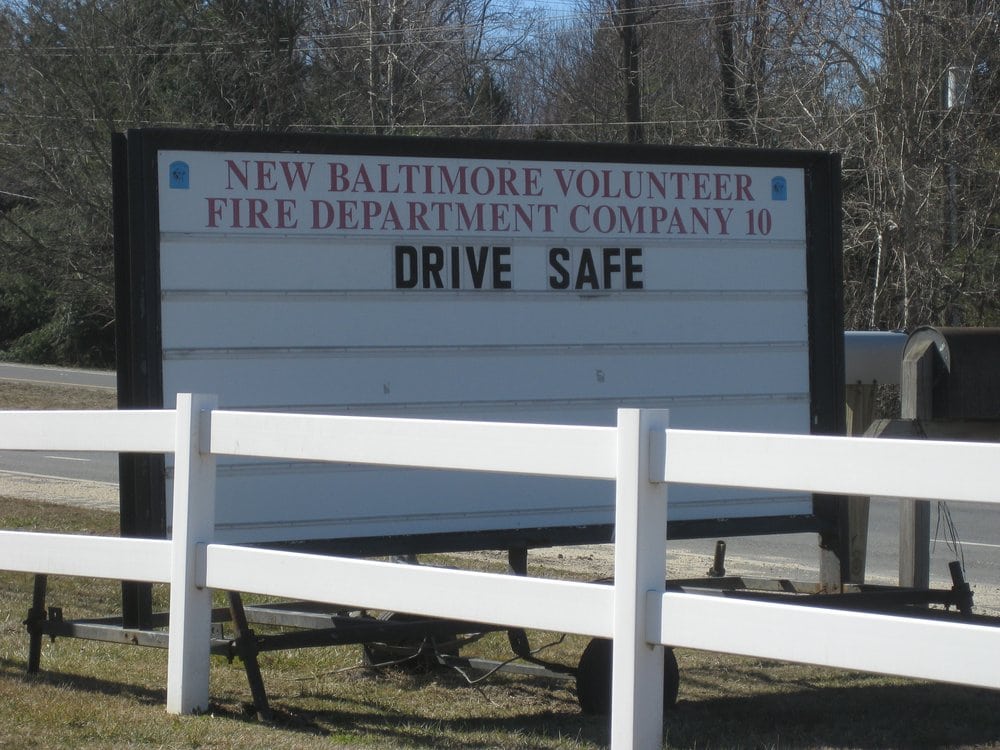 NEW BALTIMORE VOLUNTEER
FIRE DEPARTMENT COMPANY 10
DRIVE SAFE